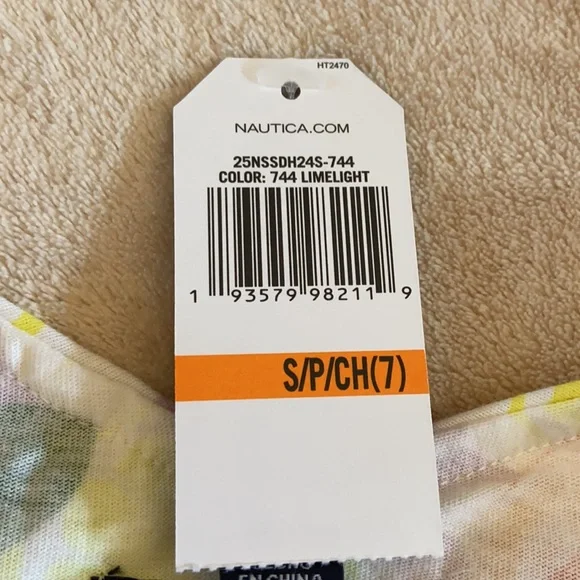 HT2470
NAUTICA.COM
25NSSDH24S-744
COLOR: 744 LIMELIGHT
1 93579 98211 9
S/P/CH(7)
EN CHINA